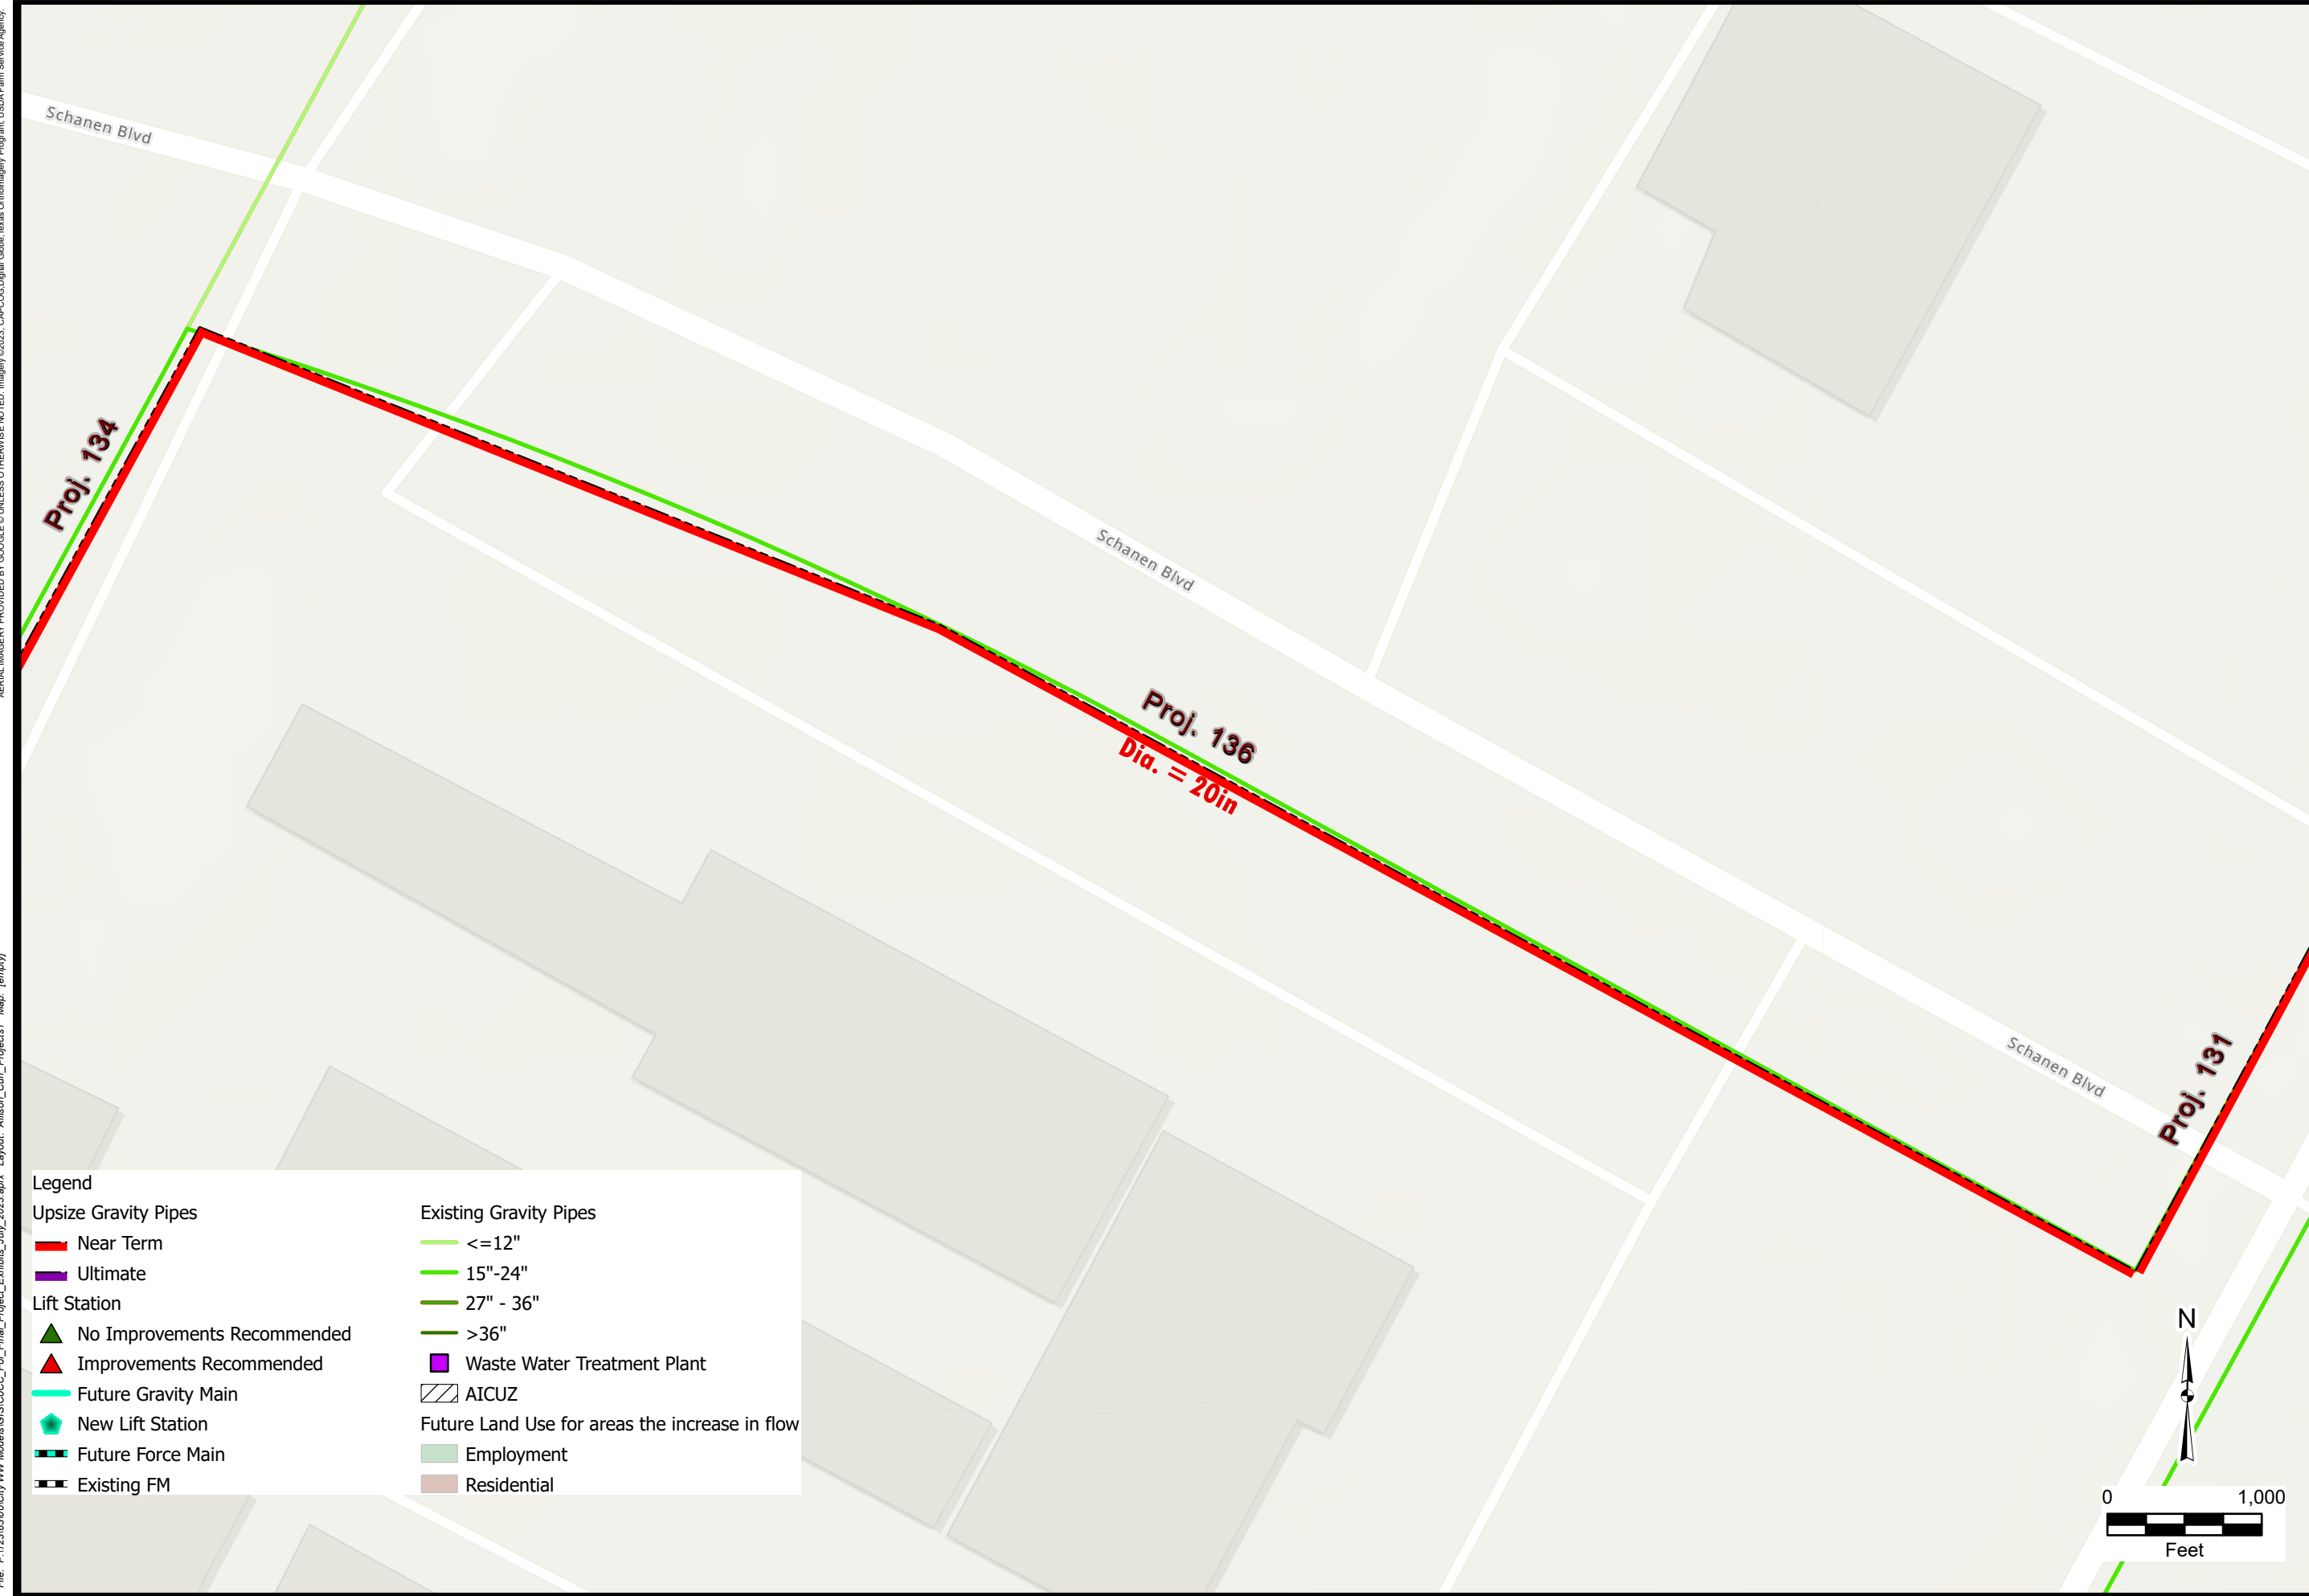 Schanen Blvd
Proj. 134
Schanen Blvd
Proj. 136
Dia. = 20in
Schanen Blvd
Proj. 131
Legend
Upsize Gravity Pipes
Near Term
Ultimate
Lift Station
No Improvements Recommended
Improvements Recommended
Future Gravity Main
New Lift Station
Future Force Main
Existing FM
Existing Gravity Pipes
<=12"
15"-24"
27" - 36"
>36"
Waste Water Treatment Plant
AICUZ
Future Land Use for areas the increase in flow
Employment
Residential
N
0 1,000
Feet